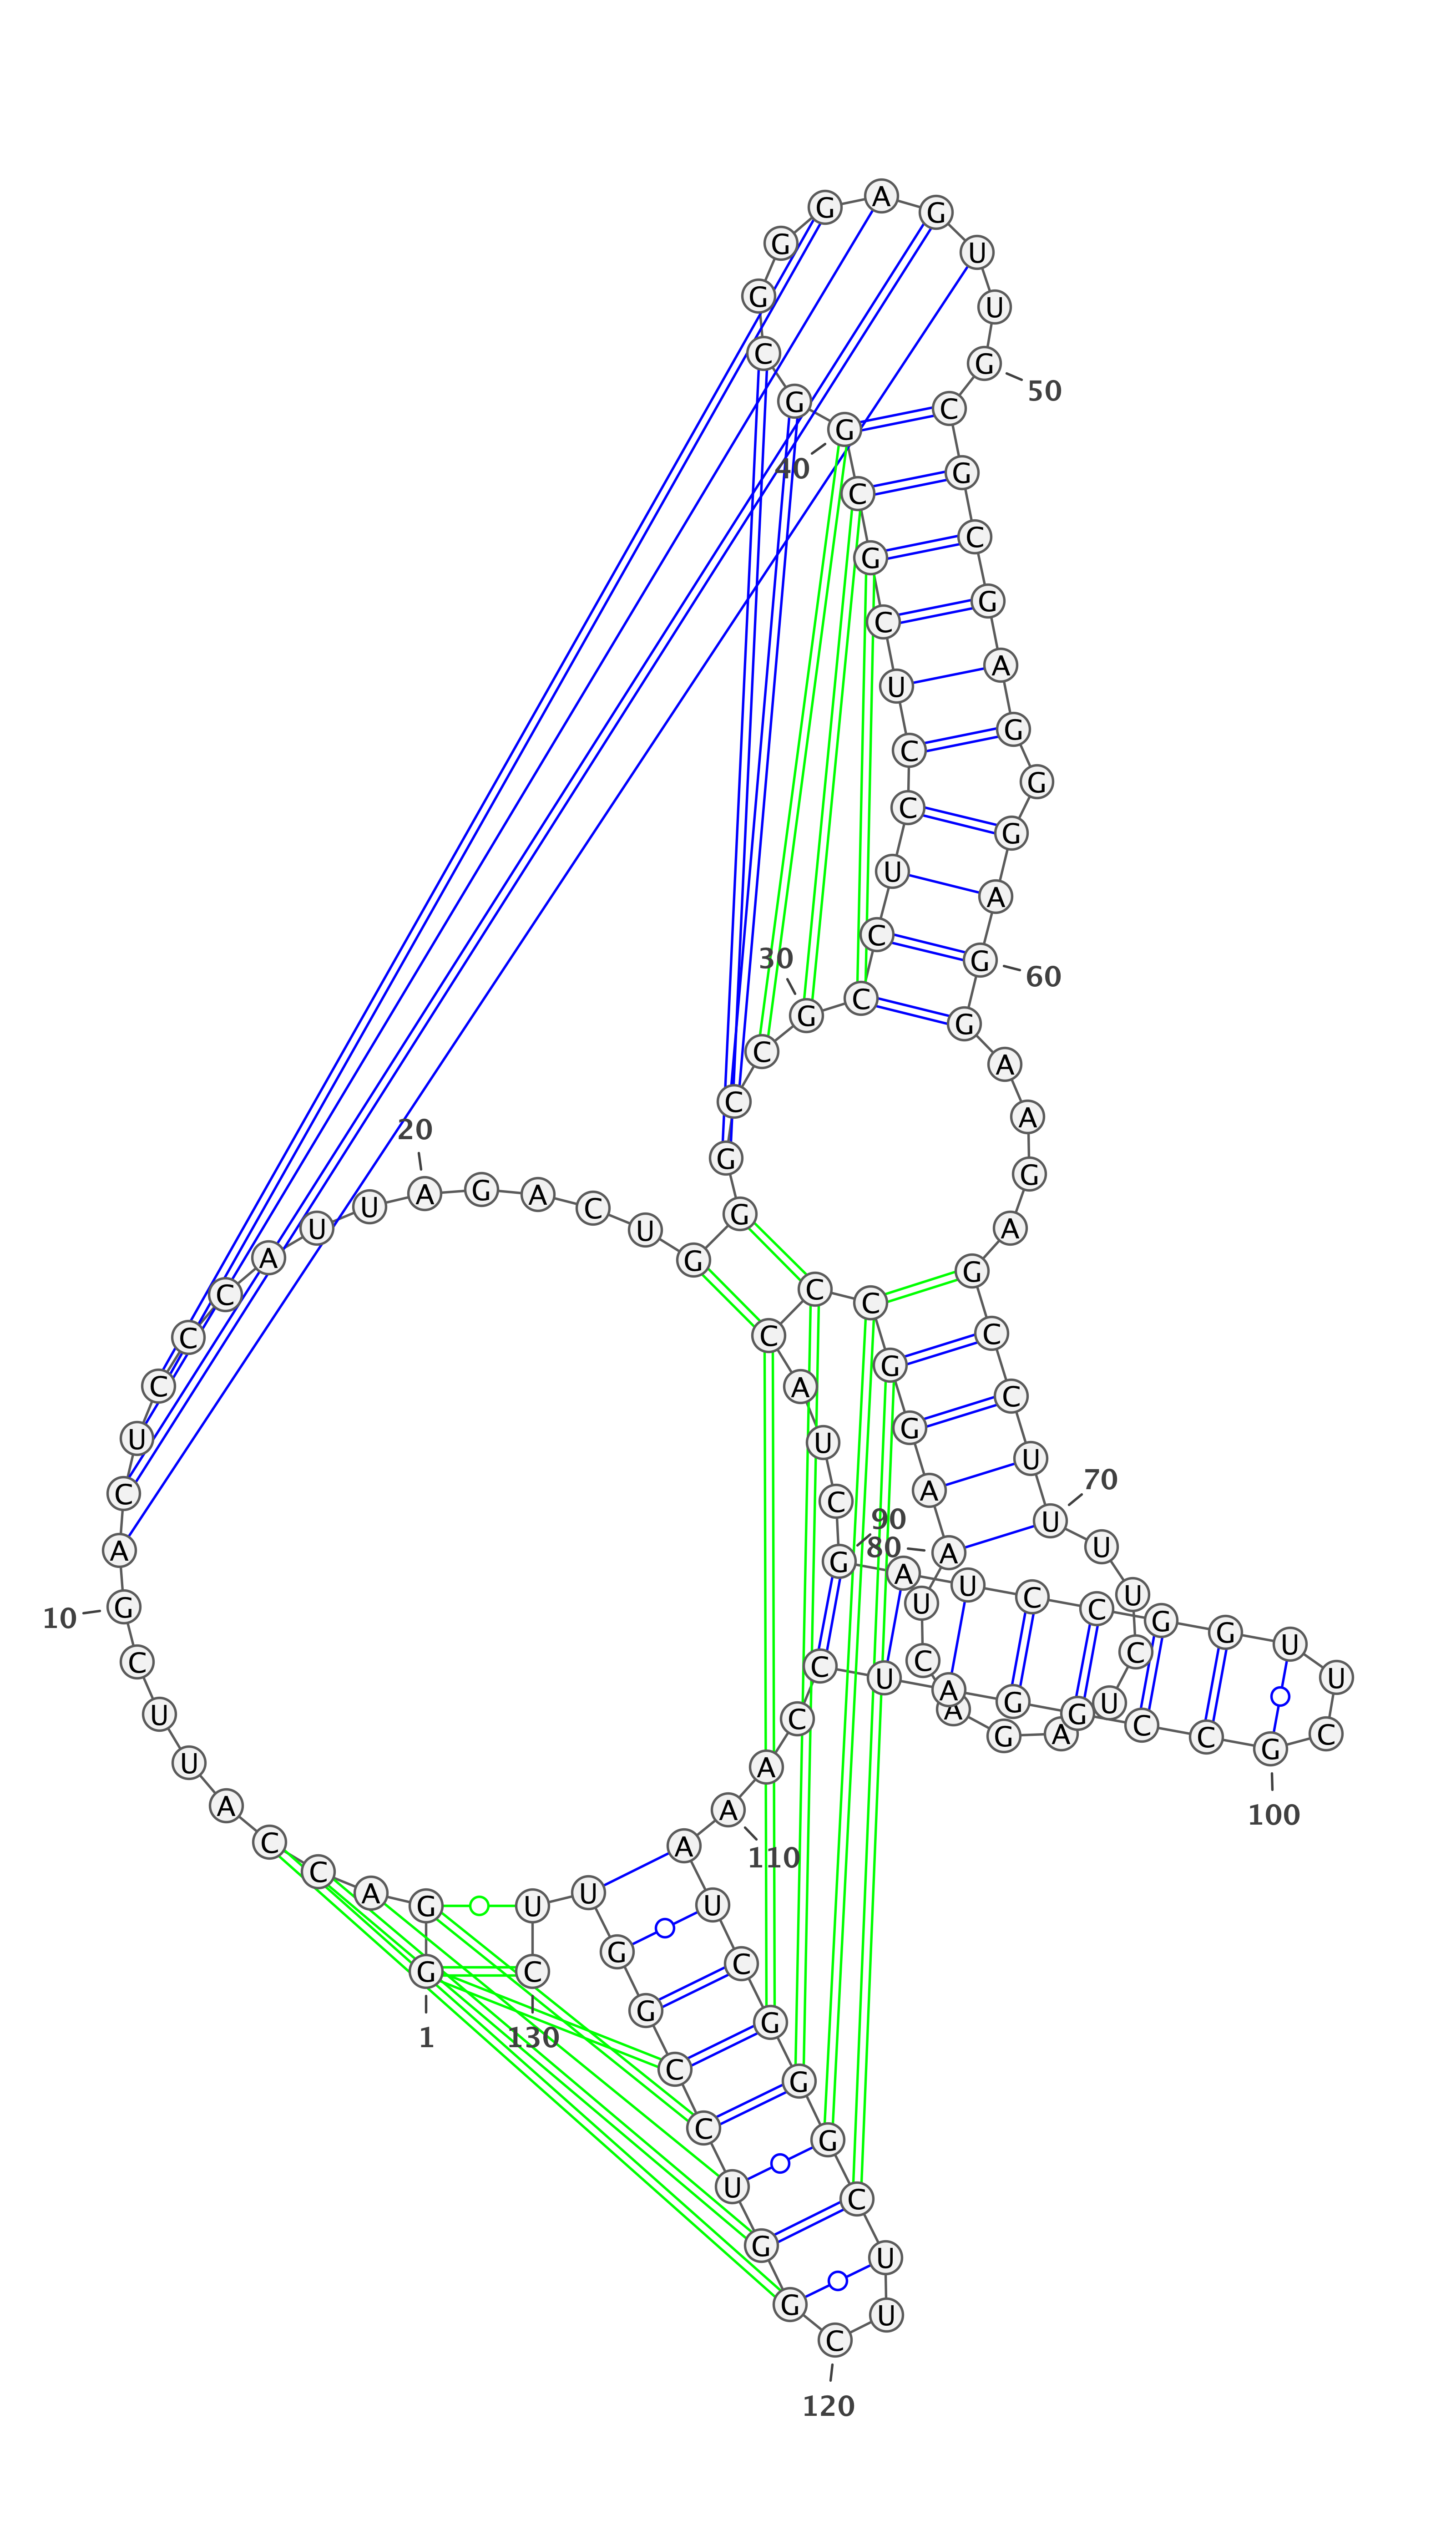 G G A C C A U U C G
1
10
A C U C C C A U U A
20
G A C U G G G C C G
30
C C U C C U C G C G
40
G C G G G A G U U G
50
C G C G A G G G A G
60
G A A G A G C C U U
70
U U C U A G A C U A
80
A G G C C C A U C G
90
A U C C G G U U C G
100
C C G G A U C C A A
110
A U C G G G C U U C
120
G G U C C G G U U C
130